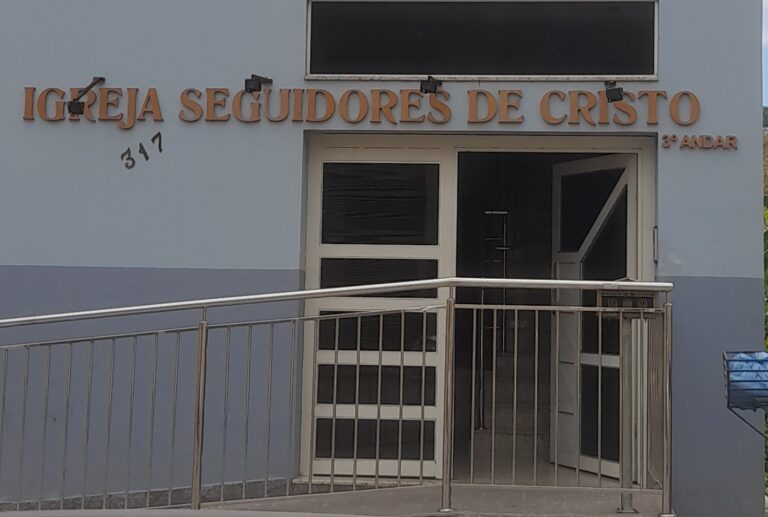 IGREJA SEGUIDORES DE CRISTO
3º ANDAR
317